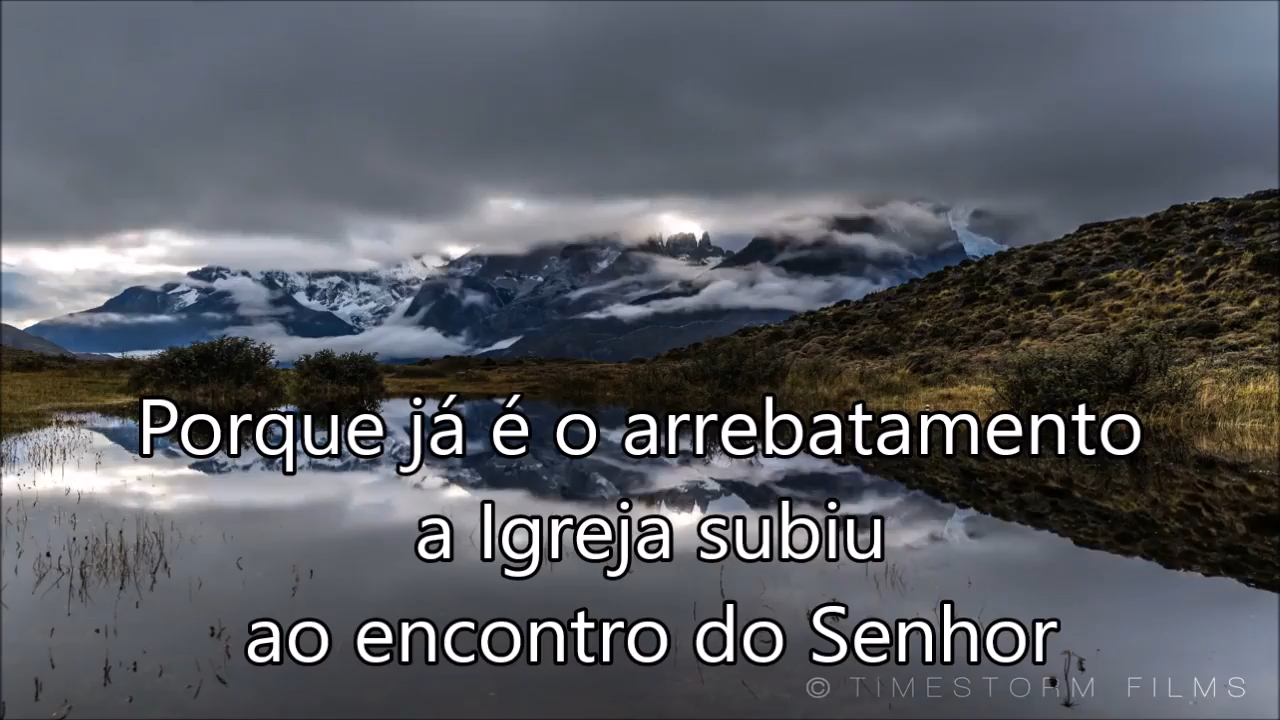 Porque já é o arrebatamento
a Igreja subiu
ao encontro do Senhor
© TIMESTORM FILMS